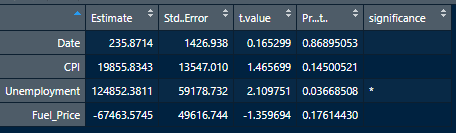 Estimate Std..Error t.value Pr...t.. significance
Date 235.8714 1426.938 0.165299 0.86895053
CPI 19855.8343 13547.010 1.465699 0.14500521
Unemployment 124852.3811 59178.732 2.109751 0.03668508 *
Fuel_Price -67463.5745 49616.744 -1.359694 0.17614430